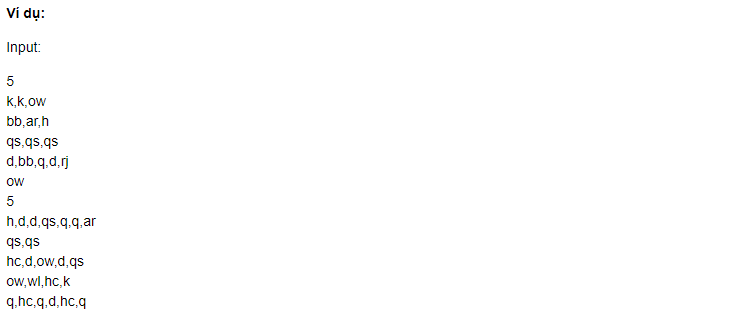 Ví dụ:
Input:
5
k,k,ow
bb,ar,h
qs,qs,qs
d,bb,q,d,rj
ow
5
h,d,d,qs,q,q,ar
qs,qs
hc,d,ow,d,qs
ow,wl,hc,k
q,hc,q,d,hc,q